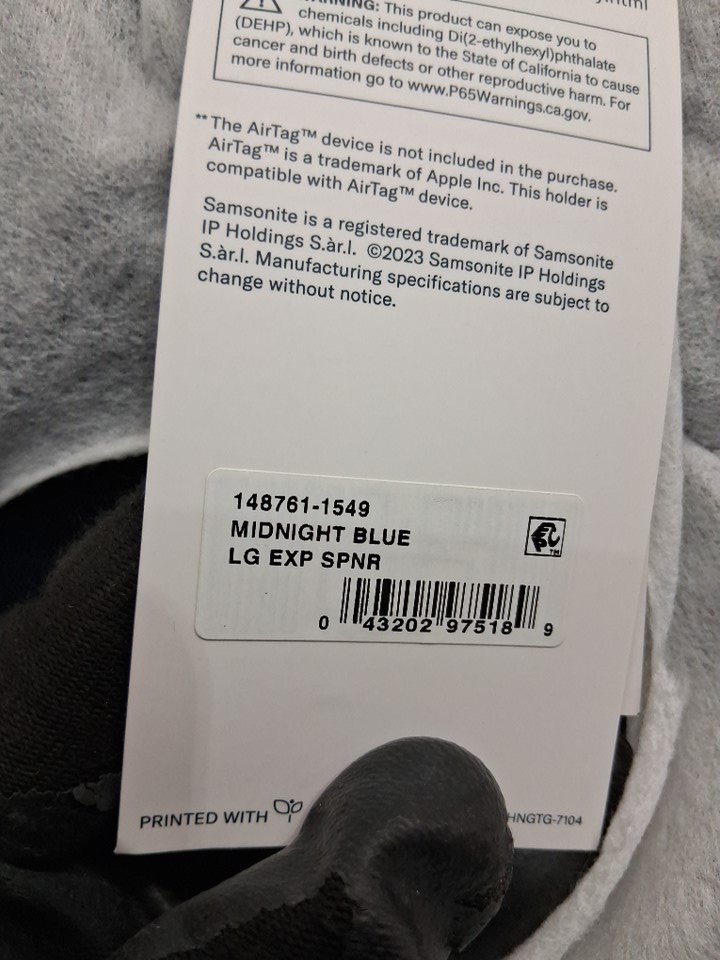 WARNING: This product can expose you to
chemicals including Di(2-ethylhexyl)phthalate
(DEHP), which is known to the State of California to cause
cancer and birth defects or other reproductive harm. For
more information go to www.P65Warnings.ca.gov.
**The AirTag™ device is not included in the purchase.
AirTag™ is a trademark of Apple Inc. This holder is
compatible with AirTag™ device.
Samsonite is a registered trademark of Samsonite
IP Holdings S.àr.l. ©2023 Samsonite IP Holdings
S.àr.l. Manufacturing specifications are subject to
change without notice.
148761-1549
MIDNIGHT BLUE
LG EXP SPNR
0 43202 97518 9
PRINTED WITH
HNGTG-7104